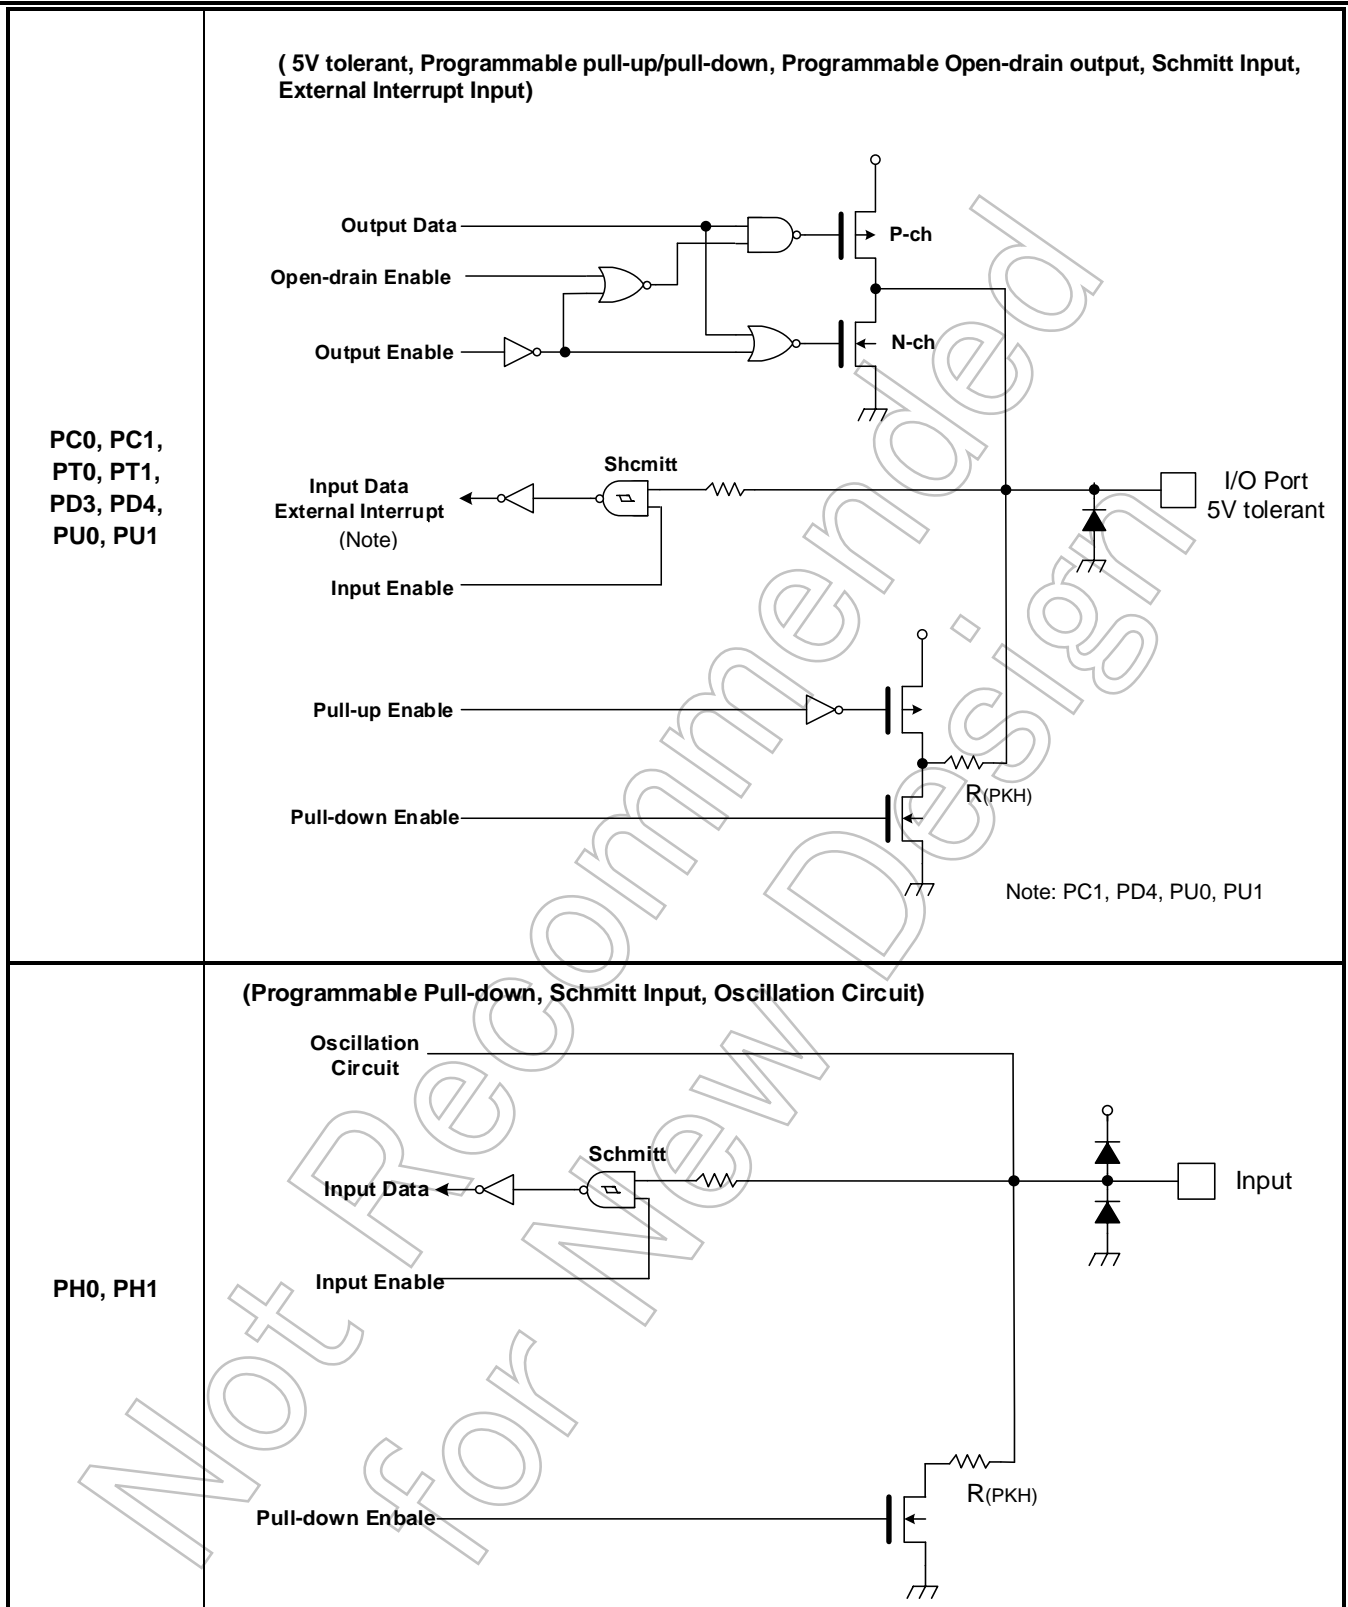 ( 5V tolerant, Programmable pull-up/pull-down, Programmable Open-drain output, Schmitt Input,
External Interrupt Input)
Output Data
P-ch
Open-drain Enable
Output Enable
N-ch
PC0, PC1,
PT0, PT1,
PD3, PD4,
PU0, PU1
Shcmitt
Input Data
External Interrupt
(Note)
I/O Port
5V tolerant
Input Enable
Pull-up Enable
R(PKH)
Pull-down Enable
Note: PC1, PD4, PU0, PU1
(Programmable Pull-down, Schmitt Input, Oscillation Circuit)
Oscillation
Circuit
Schmitt
Input Data
Input
Input Enable
PH0, PH1
R(PKH)
Pull-down Enbale
Not Recommended
for New Design